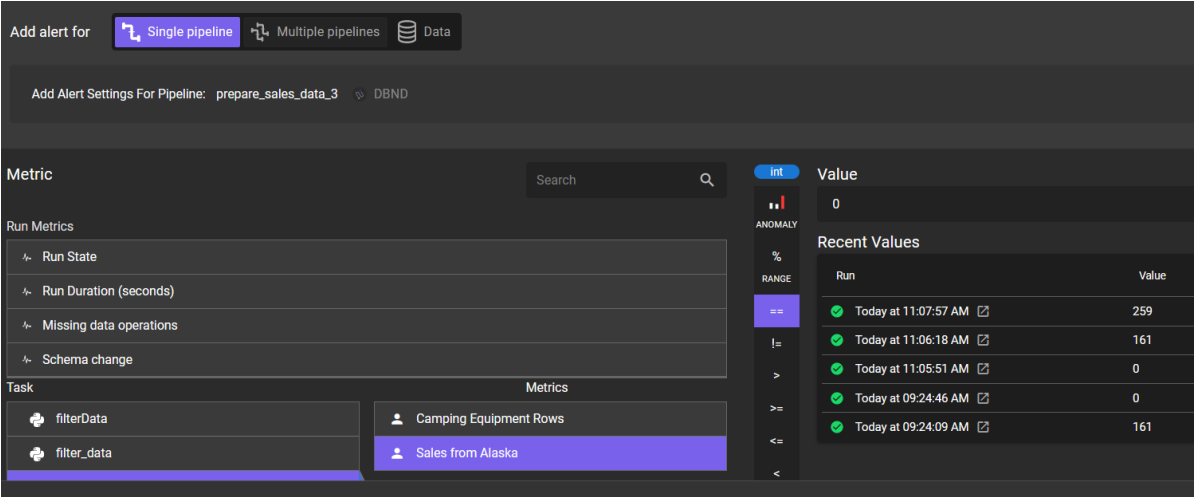 Add alert for Single pipeline Multiple pipelines Data
Add Alert Settings For Pipeline: prepare_sales_data_3 DBND
Metric
Search
Run Metrics
Run State
Run Duration (seconds)
Missing data operations
Schema change
Task
filterData
filter_data
Metrics
Camping Equipment Rows
Sales from Alaska
int
ANOMALY
%
RANGE
==
!=
>
>=
<=
<
Value
0
Recent Values
Run Value
Today at 11:07:57 AM 259
Today at 11:06:18 AM 161
Today at 11:05:51 AM 0
Today at 09:24:46 AM 0
Today at 09:24:09 AM 161